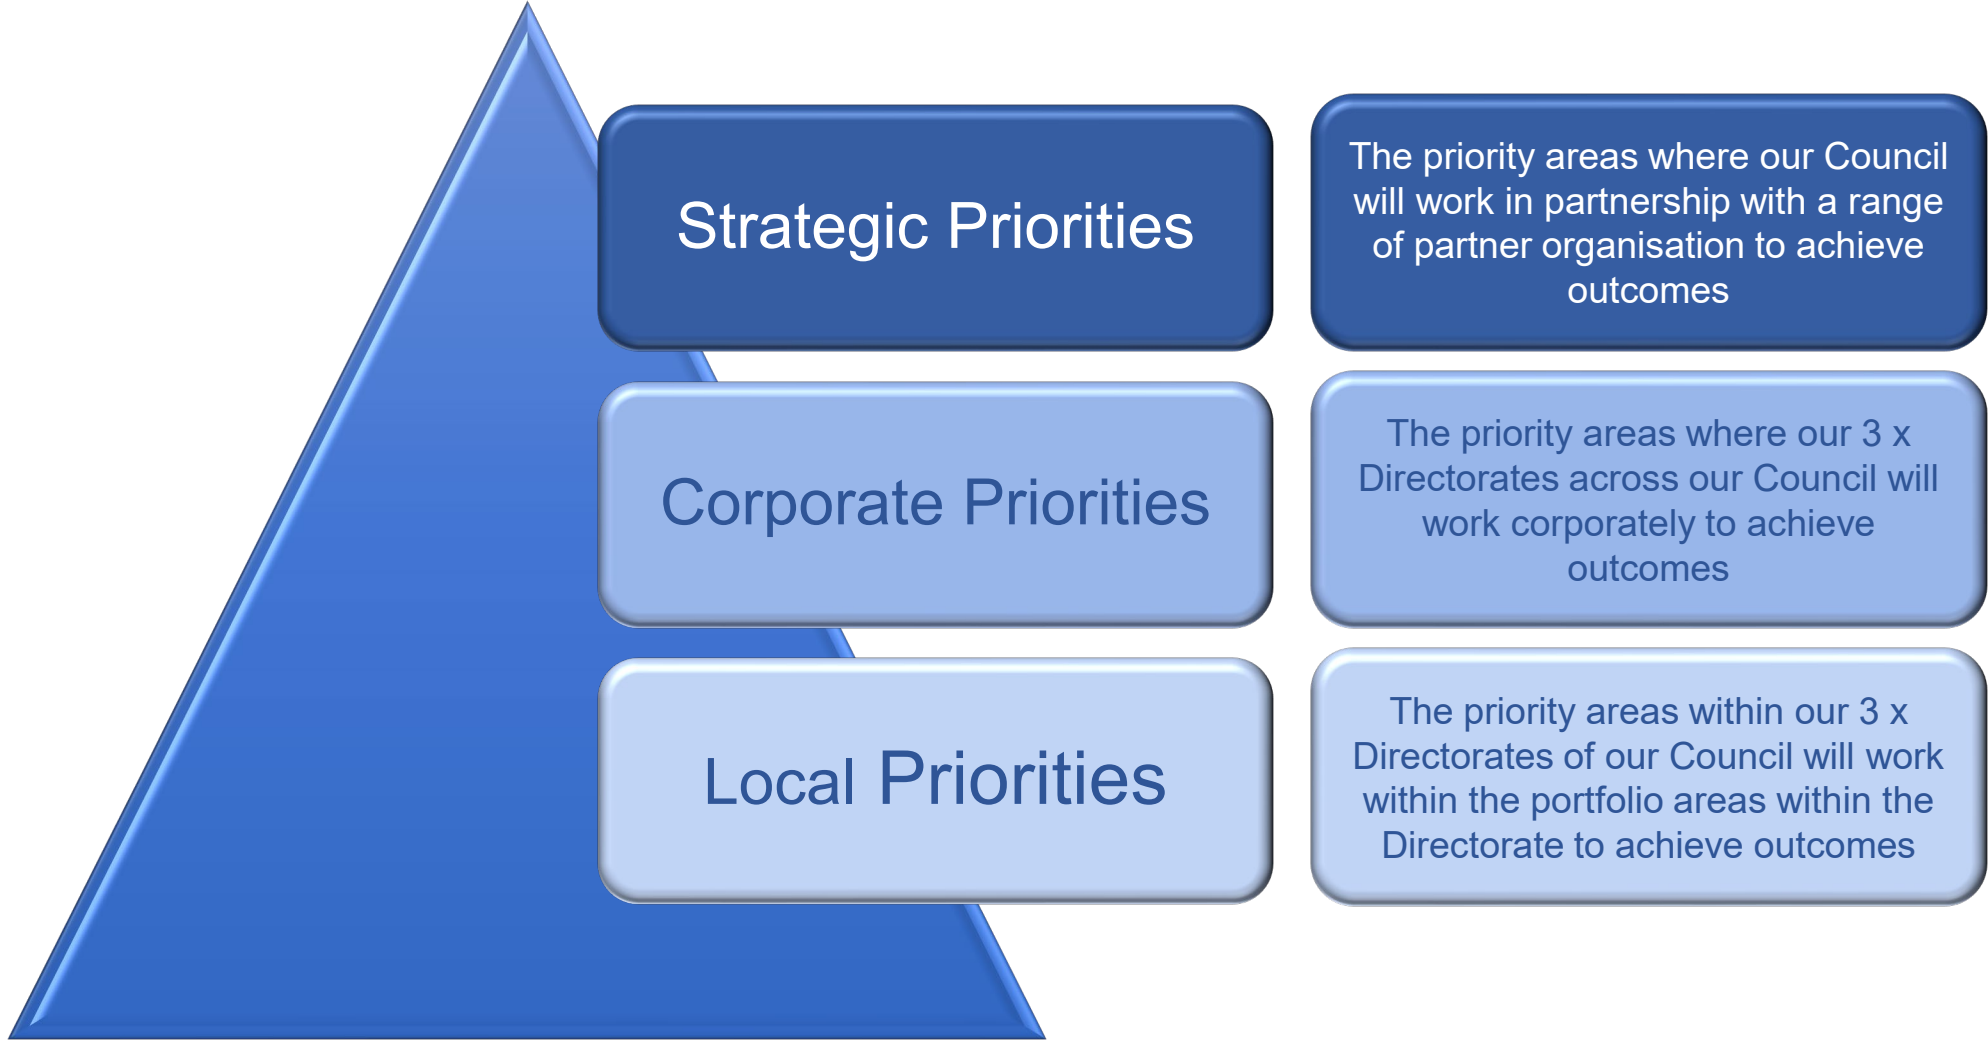 Strategic Priorities
The priority areas where our Council
will work in partnership with a range
of partner organisation to achieve
outcomes
Corporate Priorities
The priority areas where our 3 x
Directorates across our Council will
work corporately to achieve
outcomes
Local Priorities
The priority areas within our 3 x
Directorates of our Council will work
within the portfolio areas within the
Directorate to achieve outcomes